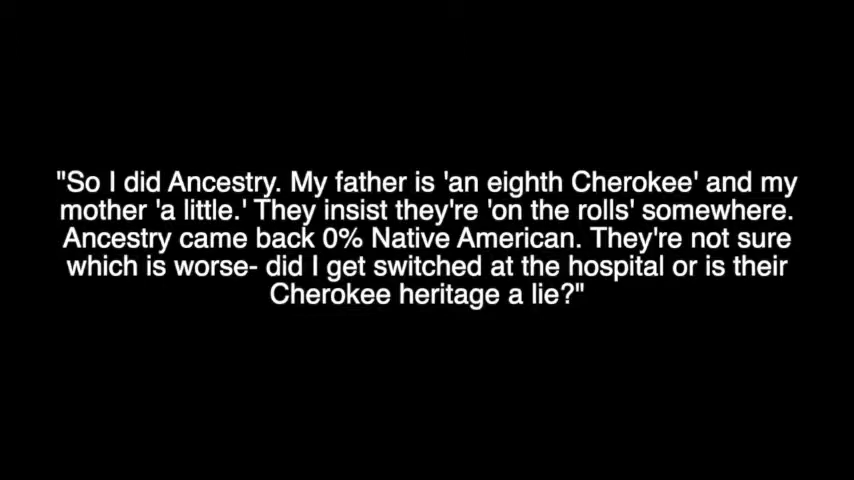 "So I did Ancestry. My father is 'an eighth Cherokee' and my
mother 'a little.' They insist they're 'on the rolls' somewhere.
Ancestry came back 0% Native American. They're not sure
which is worse- did I get switched at the hospital or is their
Cherokee heritage a lie?"